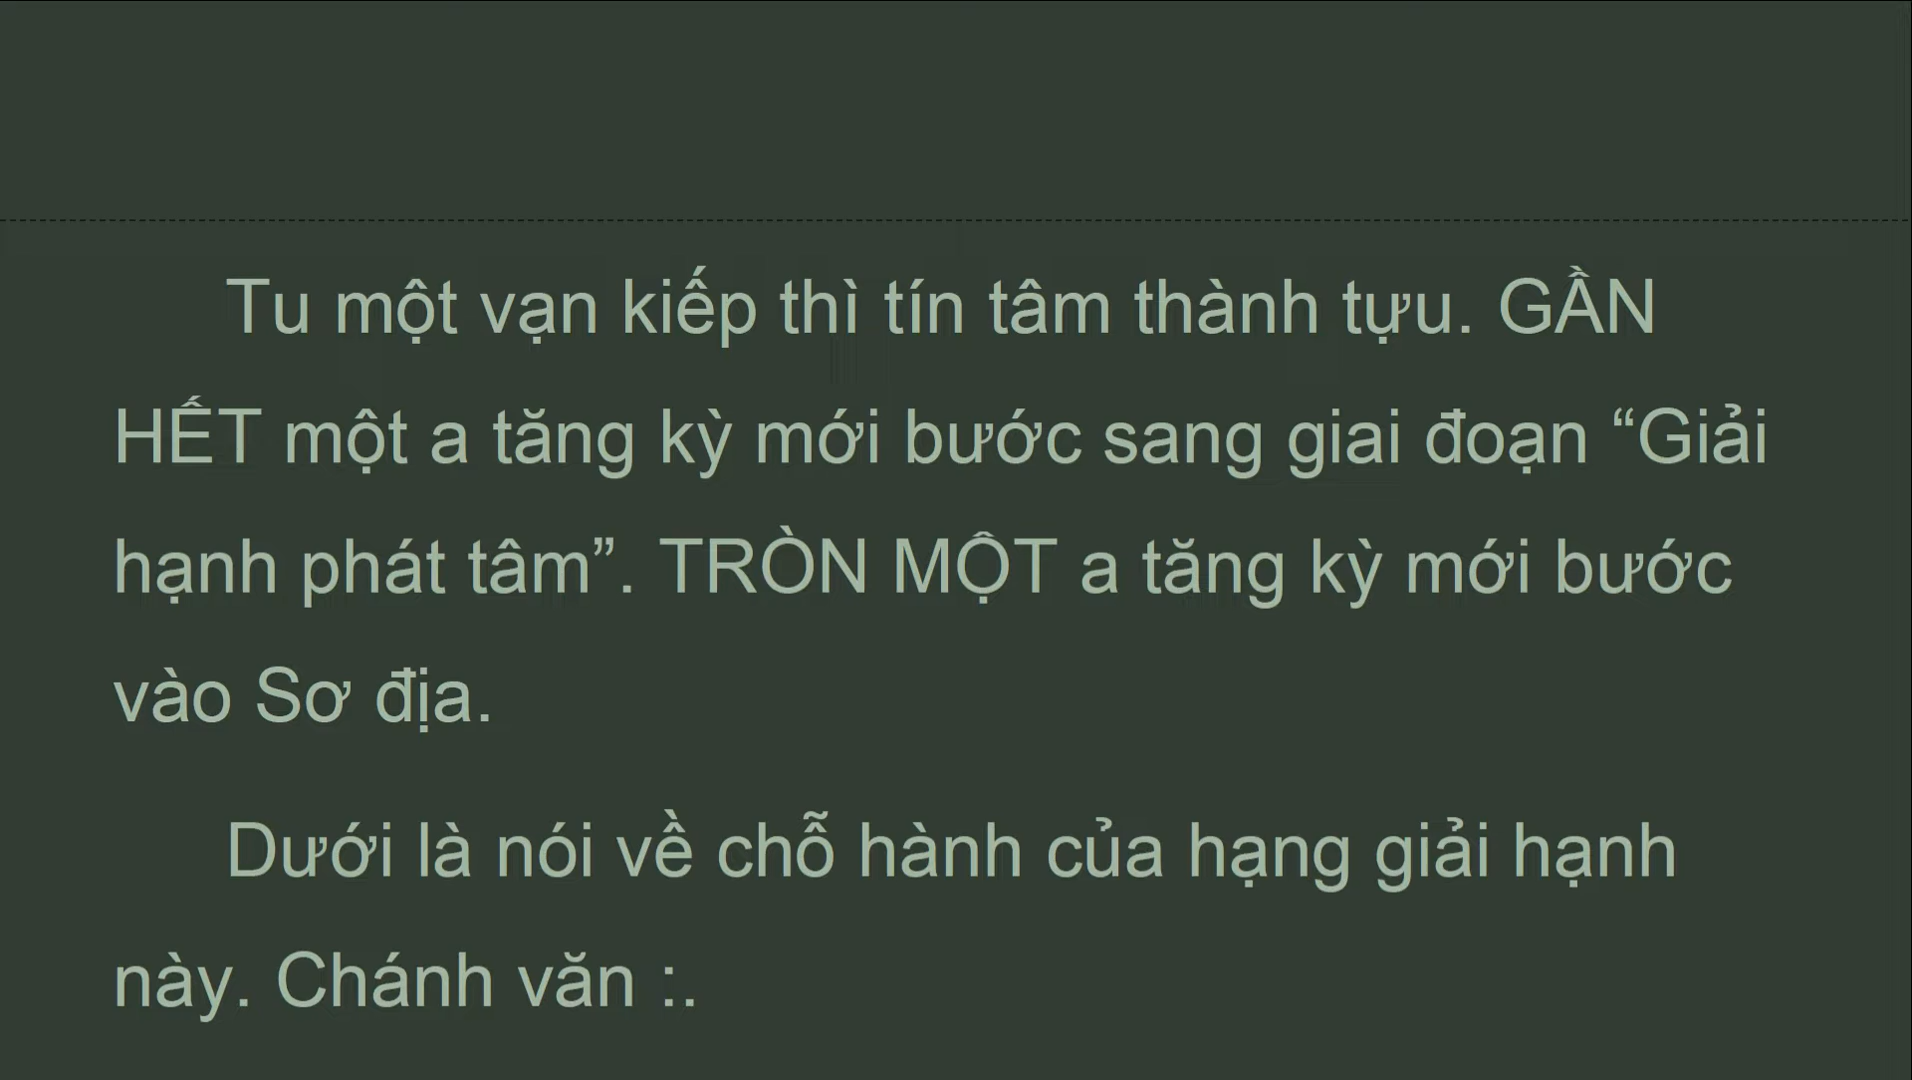 Tu một vạn kiếp thì tín tâm thành tựu. GẦN
HẾT một a tăng kỳ mới bước sang giai đoạn “Giải
hạnh phát tâm”. TRÒN MỘT a tăng kỳ mới bước
vào Sơ địa.
Dưới là nói về chỗ hành của hạng giải hạnh
này. Chánh văn :.